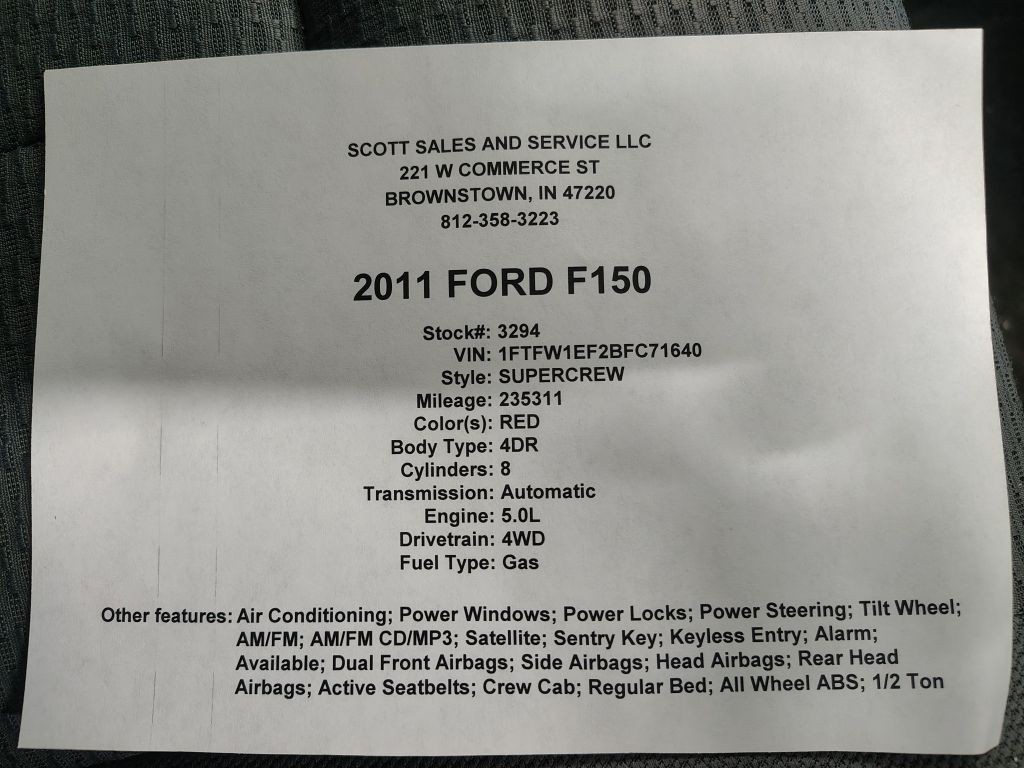 SCOTT SALES AND SERVICE LLC
221 W COMMERCE ST
BROWNSTOWN, IN 47220
812-358-3223
2011 FORD F150
Stock#: 3294
VIN: 1FTFW1EF2BFC71640
Style: SUPERCREW
Mileage: 235311
Color(s): RED
Body Type: 4DR
Cylinders: 8
Transmission: Automatic
Engine: 5.0L
Drivetrain: 4WD
Fuel Type: Gas
Other features: Air Conditioning; Power Windows; Power Locks; Power Steering; Tilt Wheel;
AM/FM; AM/FM CD/MP3; Satellite; Sentry Key; Keyless Entry; Alarm;
Available; Dual Front Airbags; Side Airbags; Head Airbags; Rear Head
Airbags; Active Seatbelts; Crew Cab; Regular Bed; All Wheel ABS; 1/2 Ton